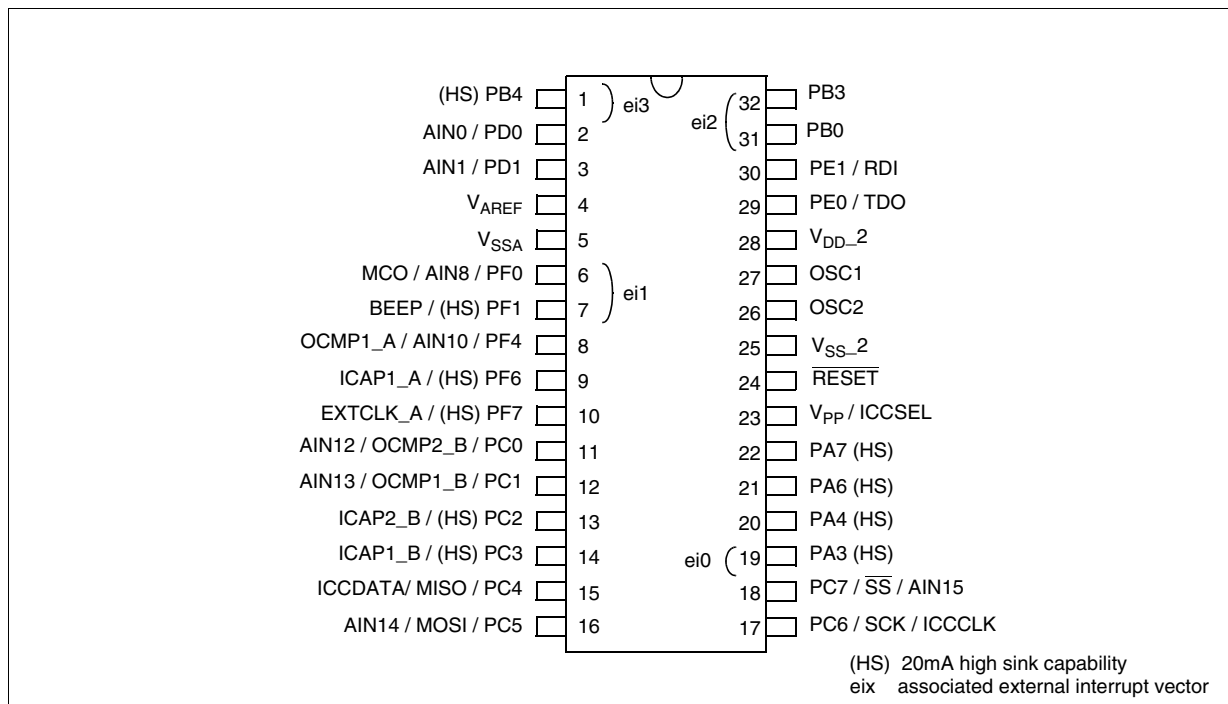 (HS) PB4 1 ei3 ei2 32 PB3
AIN0 / PD0 2 31 PB0
AIN1 / PD1 3 30 PE1 / RDI
VAREF 4 29 PE0 / TDO
VSSA 5 28 VDD_2
MCO / AIN8 / PF0 6 27 OSC1
ei1
BEEP / (HS) PF1 7 26 OSC2
OCMP1_A / AIN10 / PF4 8 25 VSS_2
ICAP1_A / (HS) PF6 9 24 RESET
EXTCLK_A / (HS) PF7 10 23 VPP / ICCSEL
AIN12 / OCMP2_B / PC0 11 22 PA7 (HS)
AIN13 / OCMP1_B / PC1 12 21 PA6 (HS)
ICAP2_B / (HS) PC2 13 20 PA4 (HS)
ICAP1_B / (HS) PC3 14 ei0 19 PA3 (HS)
ICCDATA/ MISO / PC4 15 18 PC7 / SS / AIN15
AIN14 / MOSI / PC5 16 17 PC6 / SCK / ICCCLK
(HS) 20mA high sink capability
eix associated external interrupt vector